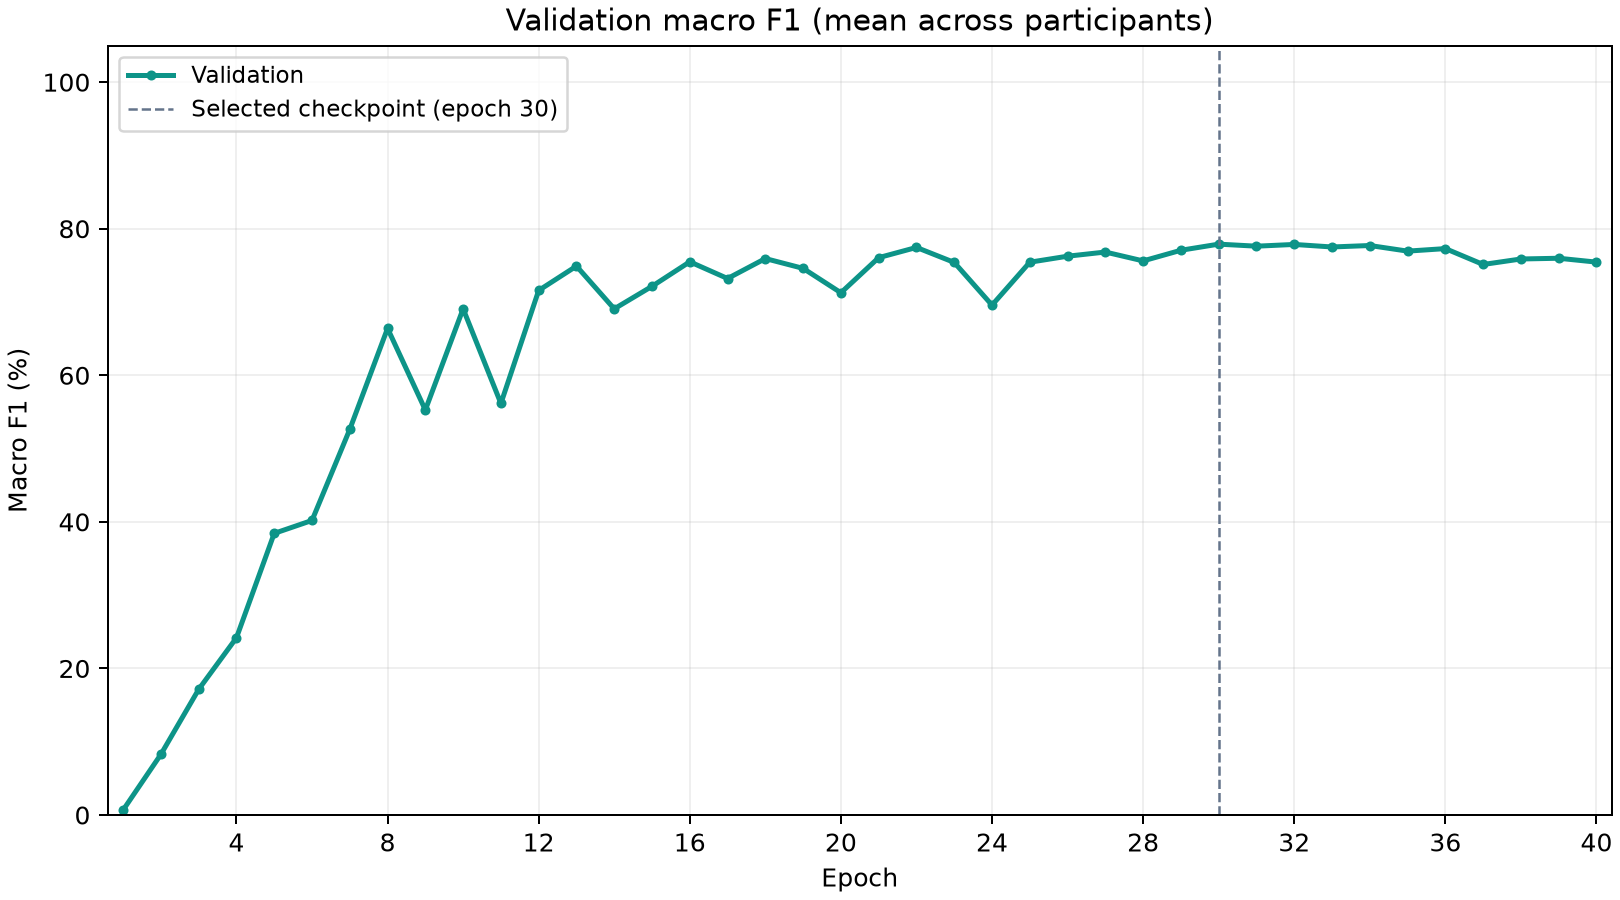 Validation macro F1 (mean across participants)
Validation
Selected checkpoint (epoch 30)
Macro F1 (%)
100
80
60
40
20
0
4 8 12 16 20 24 28 32 36 40
Epoch